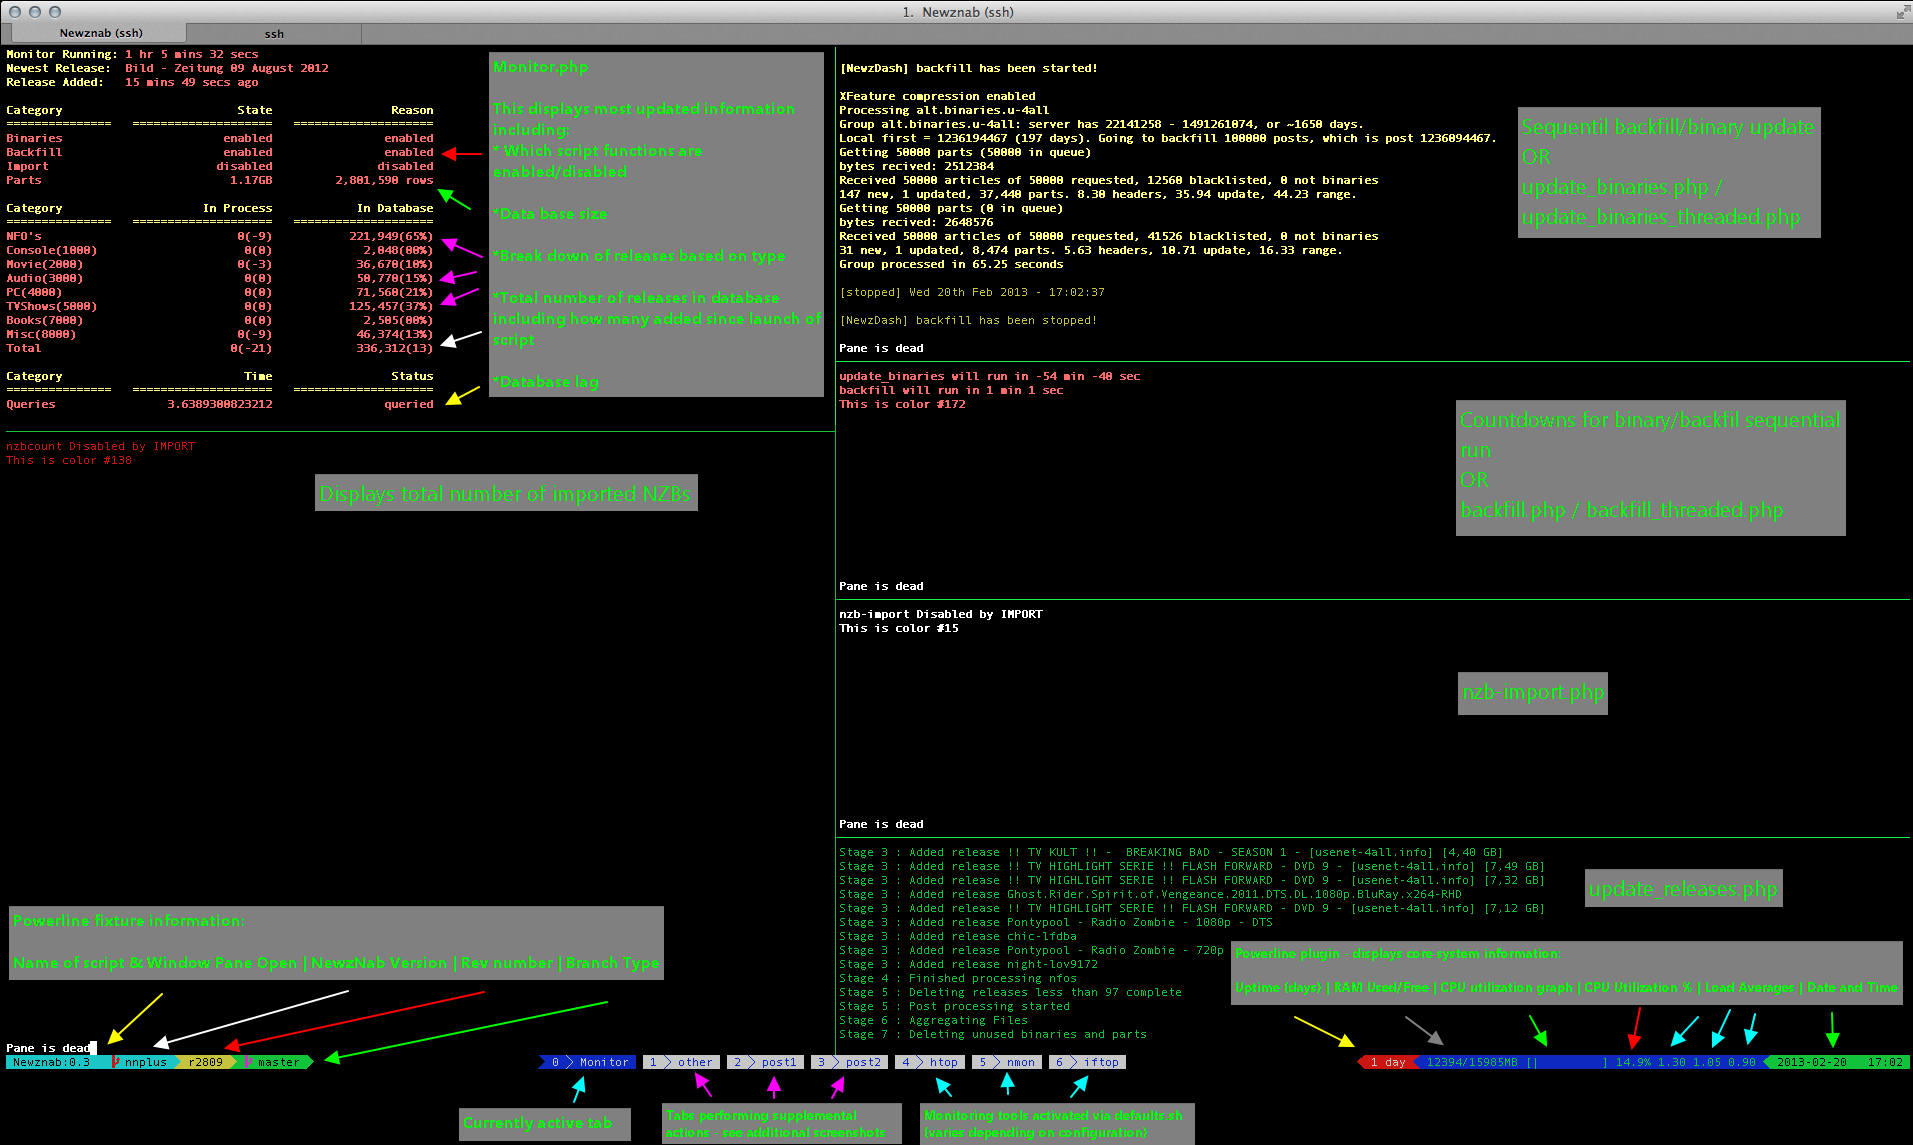 1. Newznab (ssh)
Newznab (ssh)
ssh
Monitor Running: 1 hr 5 mins 32 secs
Newest Release: Bild - Zeitung 09 August 2012
Release Added: 15 mins 49 secs ago
Category State Reason
=============== ==================== ====================
Binaries enabled enabled
Backfill enabled enabled
Import disabled disabled
Parts 1.17GB 2,801,590 rows
Category In Process In Database
=============== ==================== ====================
NFO's 0(-9) 221,949(65%)
Console(1000) 0(0) 2,048(00%)
Movie(2000) 0(-3) 36,670(10%)
Audio(3000) 0(0) 50,770(15%)
PC(4000) 0(0) 71,560(21%)
TVShows(5000) 0(0) 125,457(37%)
Books(7000) 0(0) 2,505(00%)
Misc(8000) 0(-9) 46,374(13%)
Total 0(-21) 336,312(13)
Category Time Status
=============== ==================== ====================
Queries 3.6389300823212 queried
Monitor.php
This displays most updated information
including:
* Which script functions are
enabled/disabled
*Data base size
*Break down of releases based on type
*Total number of releases in database
including how many added since launch of
script
*Database lag
nzbcount Disabled by IMPORT
This is color #130
Displays total number of imported NZBs
[NewzDash] backfill has been started!
XFeature compression enabled
Processing alt.binaries.u-4all
Group alt.binaries.u-4all: server has 22141258 - 1491261074, or ~1650 days.
Local first = 1236194467 (197 days). Going to backfill 100000 posts, which is post 1236094467.
Getting 50000 parts (50000 in queue)
bytes recived: 2512384
Received 50000 articles of 50000 requested, 12560 blacklisted, 0 not binaries
147 new, 1 updated, 37,440 parts. 8.30 headers, 35.94 update, 44.23 range.
Getting 50000 parts (0 in queue)
bytes recived: 2648576
Received 50000 articles of 50000 requested, 41526 blacklisted, 0 not binaries
31 new, 1 updated, 8,474 parts. 5.63 headers, 10.71 update, 16.33 range.
Group processed in 65.25 seconds
[stopped] Wed 20th Feb 2013 - 17:02:37
[NewzDash] backfill has been stopped!
Pane is dead
Sequentil backfill/binary update
OR
update_binaries.php /
update_binaries_threaded.php
update_binaries will run in -54 min -40 sec
backfill will run in 1 min 1 sec
This is color #172
Pane is dead
Countdowns for binary/backfil sequential
run
OR
backfill.php / backfill_threaded.php
nzb-import Disabled by IMPORT
This is color #15
Pane is dead
nzb-import.php
Stage 3 : Added release !! TV KULT !! - BREAKING BAD - SEASON 1 - [usenet-4all.info] [4,40 GB]
Stage 3 : Added release !! TV HIGHLIGHT SERIE !! FLASH FORWARD - DVD 9 - [usenet-4all.info] [7,49 GB]
Stage 3 : Added release !! TV HIGHLIGHT SERIE !! FLASH FORWARD - DVD 9 - [usenet-4all.info] [7,32 GB]
Stage 3 : Added release Ghost.Rider.Spirit.of.Vengeance.2011.DTS.DL.1080p.BluRay.x264-RHD
Stage 3 : Added release !! TV HIGHLIGHT SERIE !! FLASH FORWARD - DVD 9 - [usenet-4all.info] [7,12 GB]
Stage 3 : Added release Pontypool - Radio Zombie - 1080p - DTS
Stage 3 : Added release chic-lfdba
Stage 3 : Added release Pontypool - Radio Zombie - 720p
Stage 3 : Added release night-lov9172
Stage 4 : Finished processing nfos
Stage 5 : Deleting releases less than 97 complete
Stage 5 : Post processing started
Stage 6 : Aggregating Files
Stage 7 : Deleting unused binaries and parts
update_releases.php
Powerline plugin - displays core system information:
Uptime (days) | RAM Used/Free | CPU utilization graph | CPU Utilization % | Load Averages | Date and Time
Powerline fixture information:
Name of script & Window Pane Open | NewzNab Version | Rev number | Branch Type
Pane is dead
Newznab:0.3 nnplus r2809 master
0 Monitor 1 other 2 post1 3 post2 4 htop 5 nmon 6 iftop
1 day 12394/15985MB [| ] 14.9% 1.30 1.05 0.90 2013-02-20 17:02
Currently active tab
Tabs performing supplemental
actions - see additional screenshots
Monitoring tools activated via defaults.sh
(varies depending on configuration)